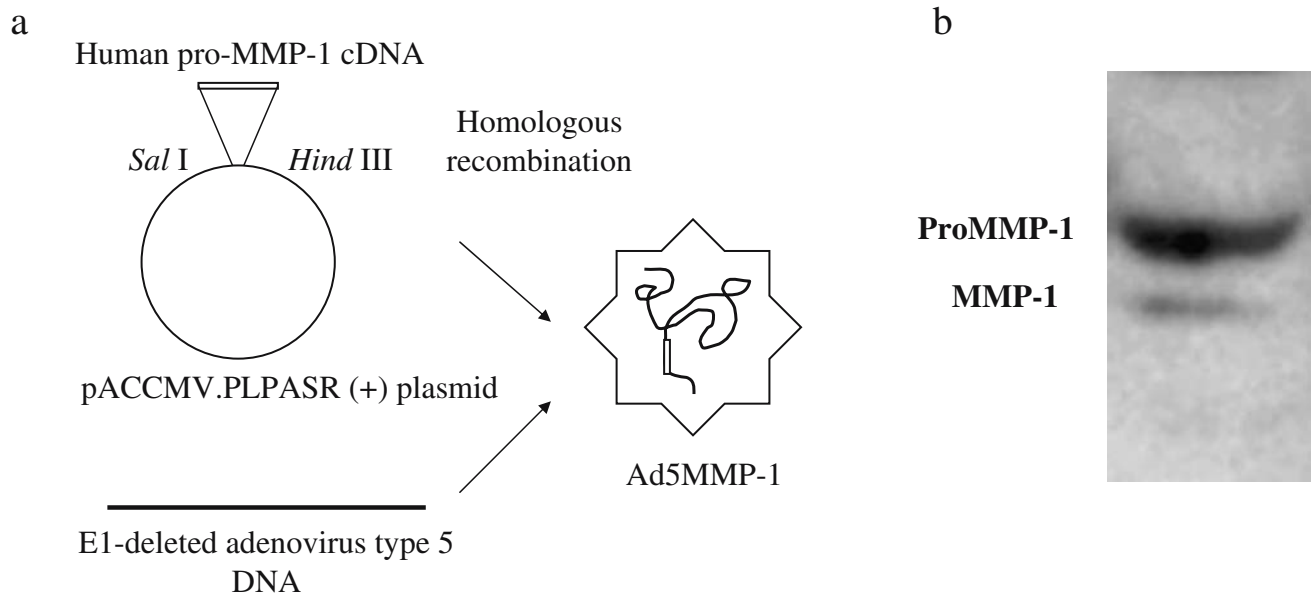 a
Human pro-MMP-1 cDNA
Sal I
Hind III
pACCMV.PLPASR (+) plasmid
E1-deleted adenovirus type 5
DNA
Homologous
recombination
Ad5MMP-1
b
ProMMP-1
MMP-1